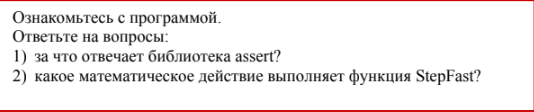 Ознакомьтесь с программой.
Ответьте на вопросы:
1) за что отвечает библиотека assert?
2) какое математическое действие выполняет функция StepFast?